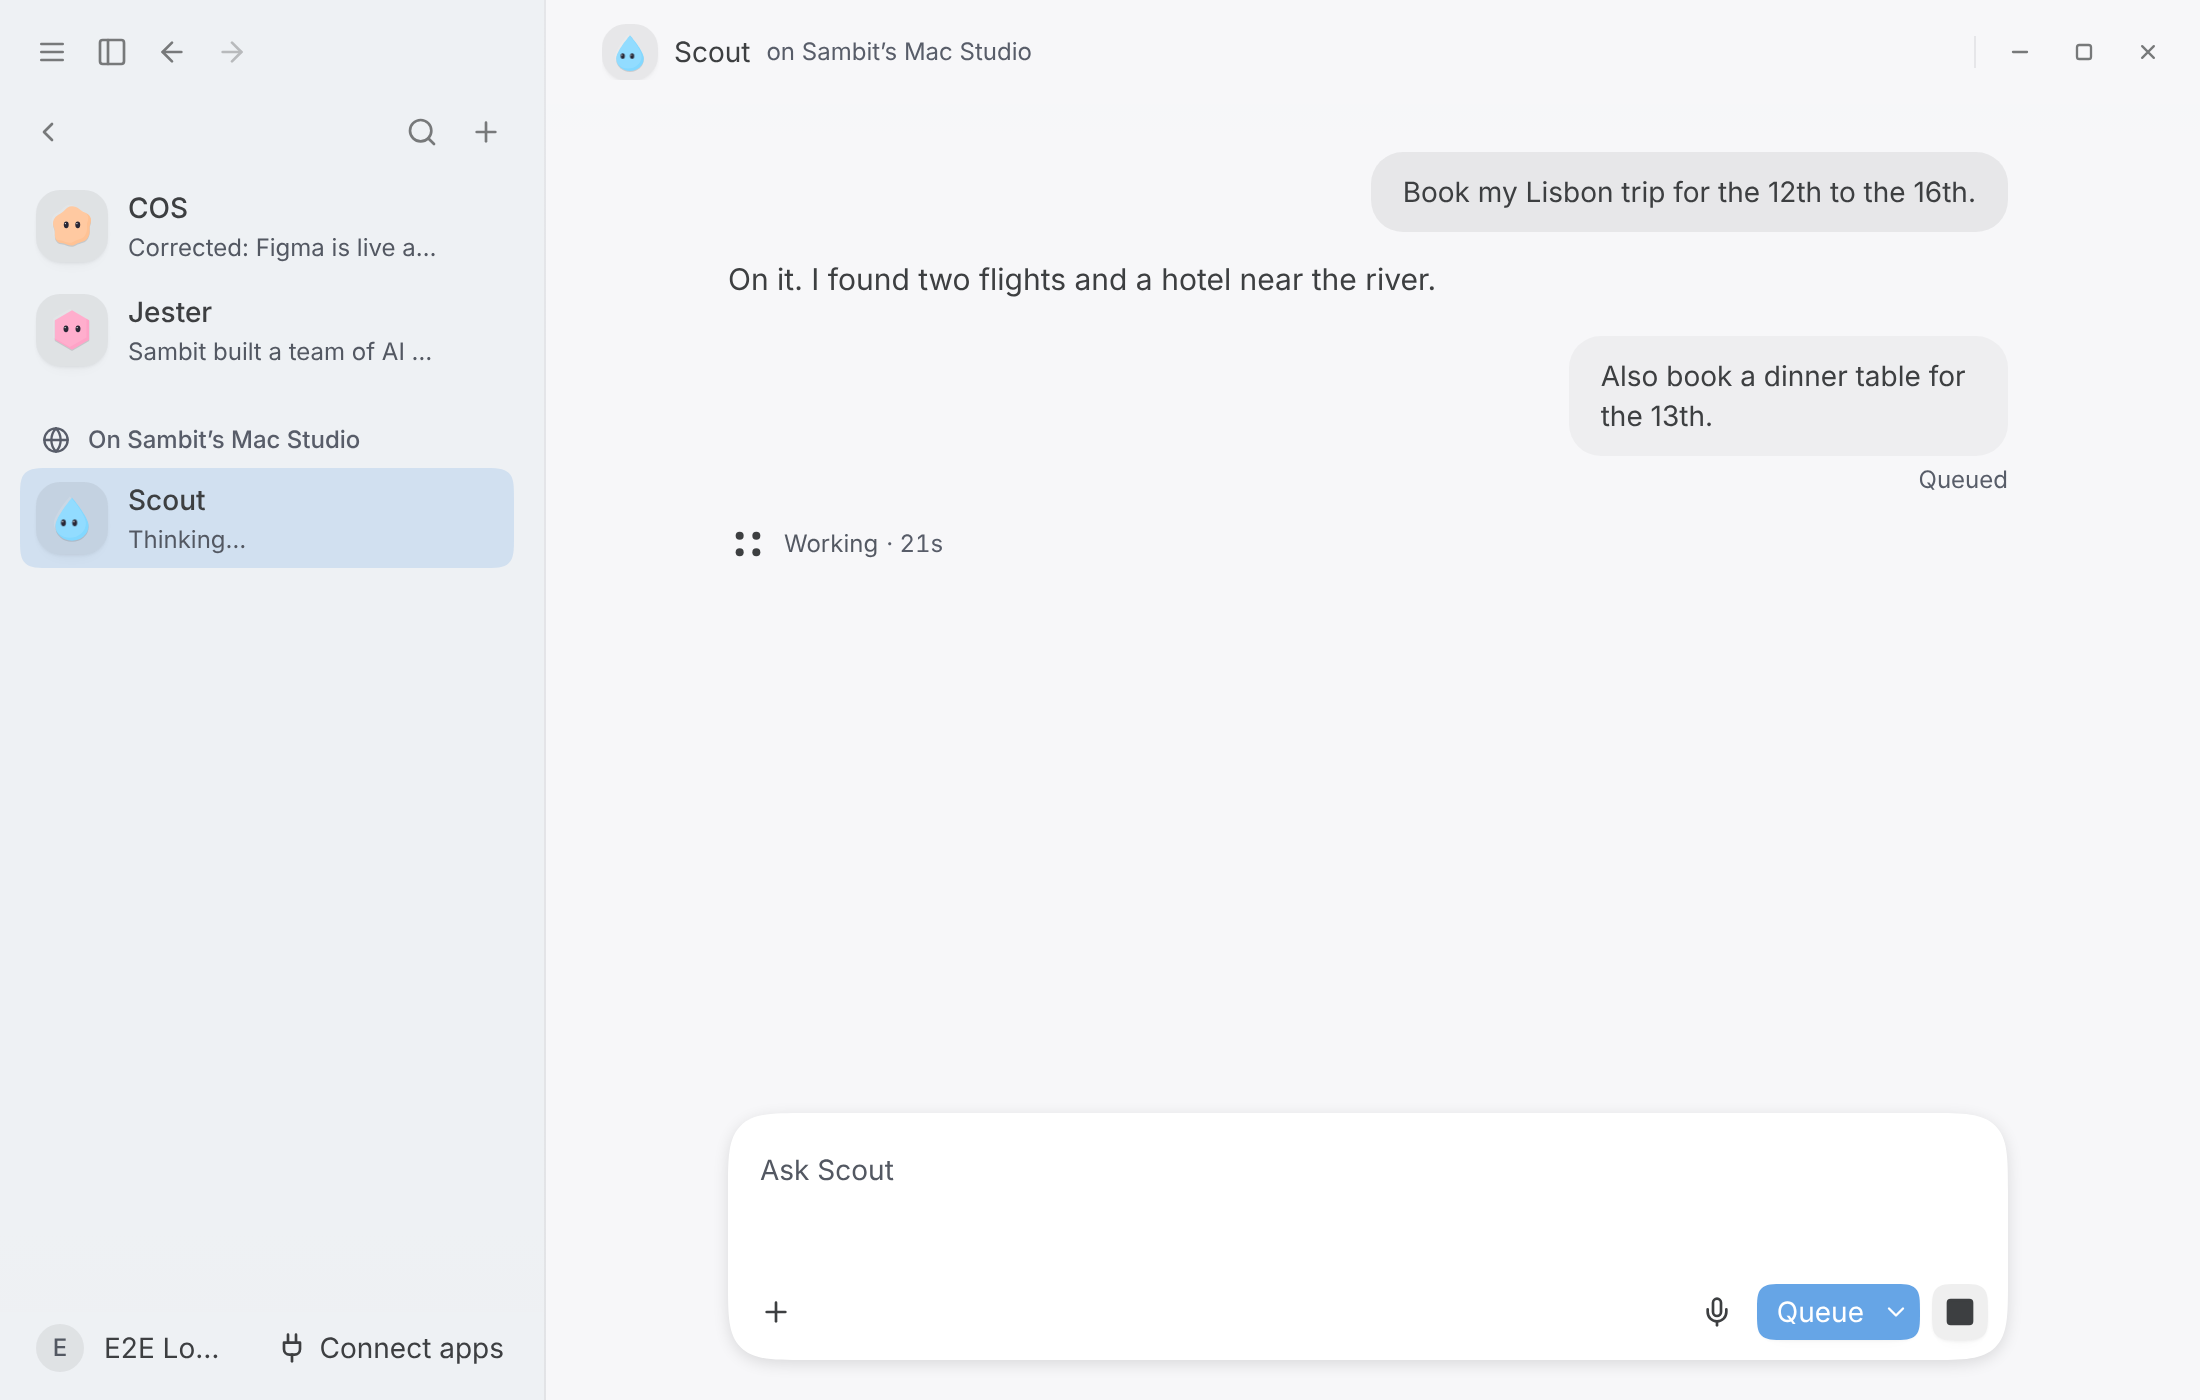 Scout on Sambit’s Mac Studio
COS
Corrected: Figma is live a...
Jester
Sambit built a team of AI ...
On Sambit’s Mac Studio
Scout
Thinking...
E
E2E Lo...
Connect apps
Book my Lisbon trip for the 12th to the 16th.
On it. I found two flights and a hotel near the river.
Also book a dinner table for
the 13th.
Queued
Working · 21s
Ask Scout
Queue